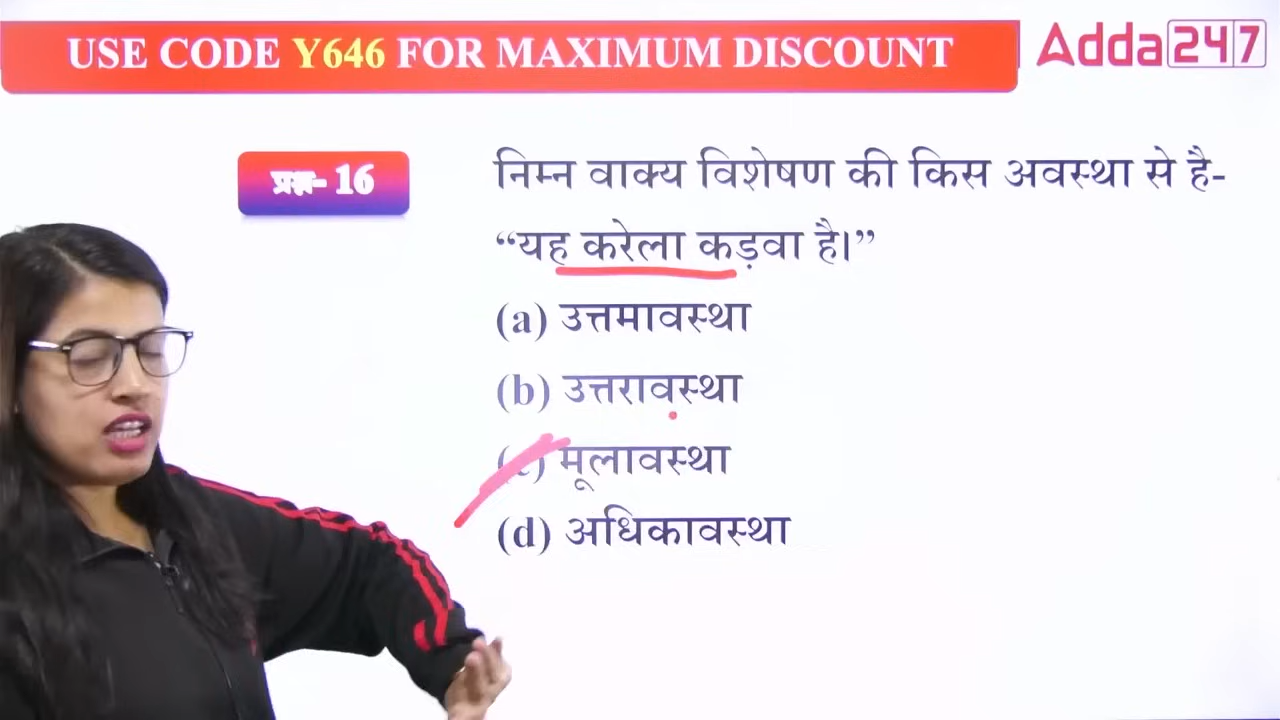 USE CODE Y646 FOR MAXIMUM DISCOUNT
Adda247
प्रश्न- 16
निम्न वाक्य विशेषण की किस अवस्था से है-
“यह करेला कड़वा है।”
(a) उत्तमावस्था
(b) उत्तरावस्था
(c) मूलावस्था
(d) अधिकावस्था